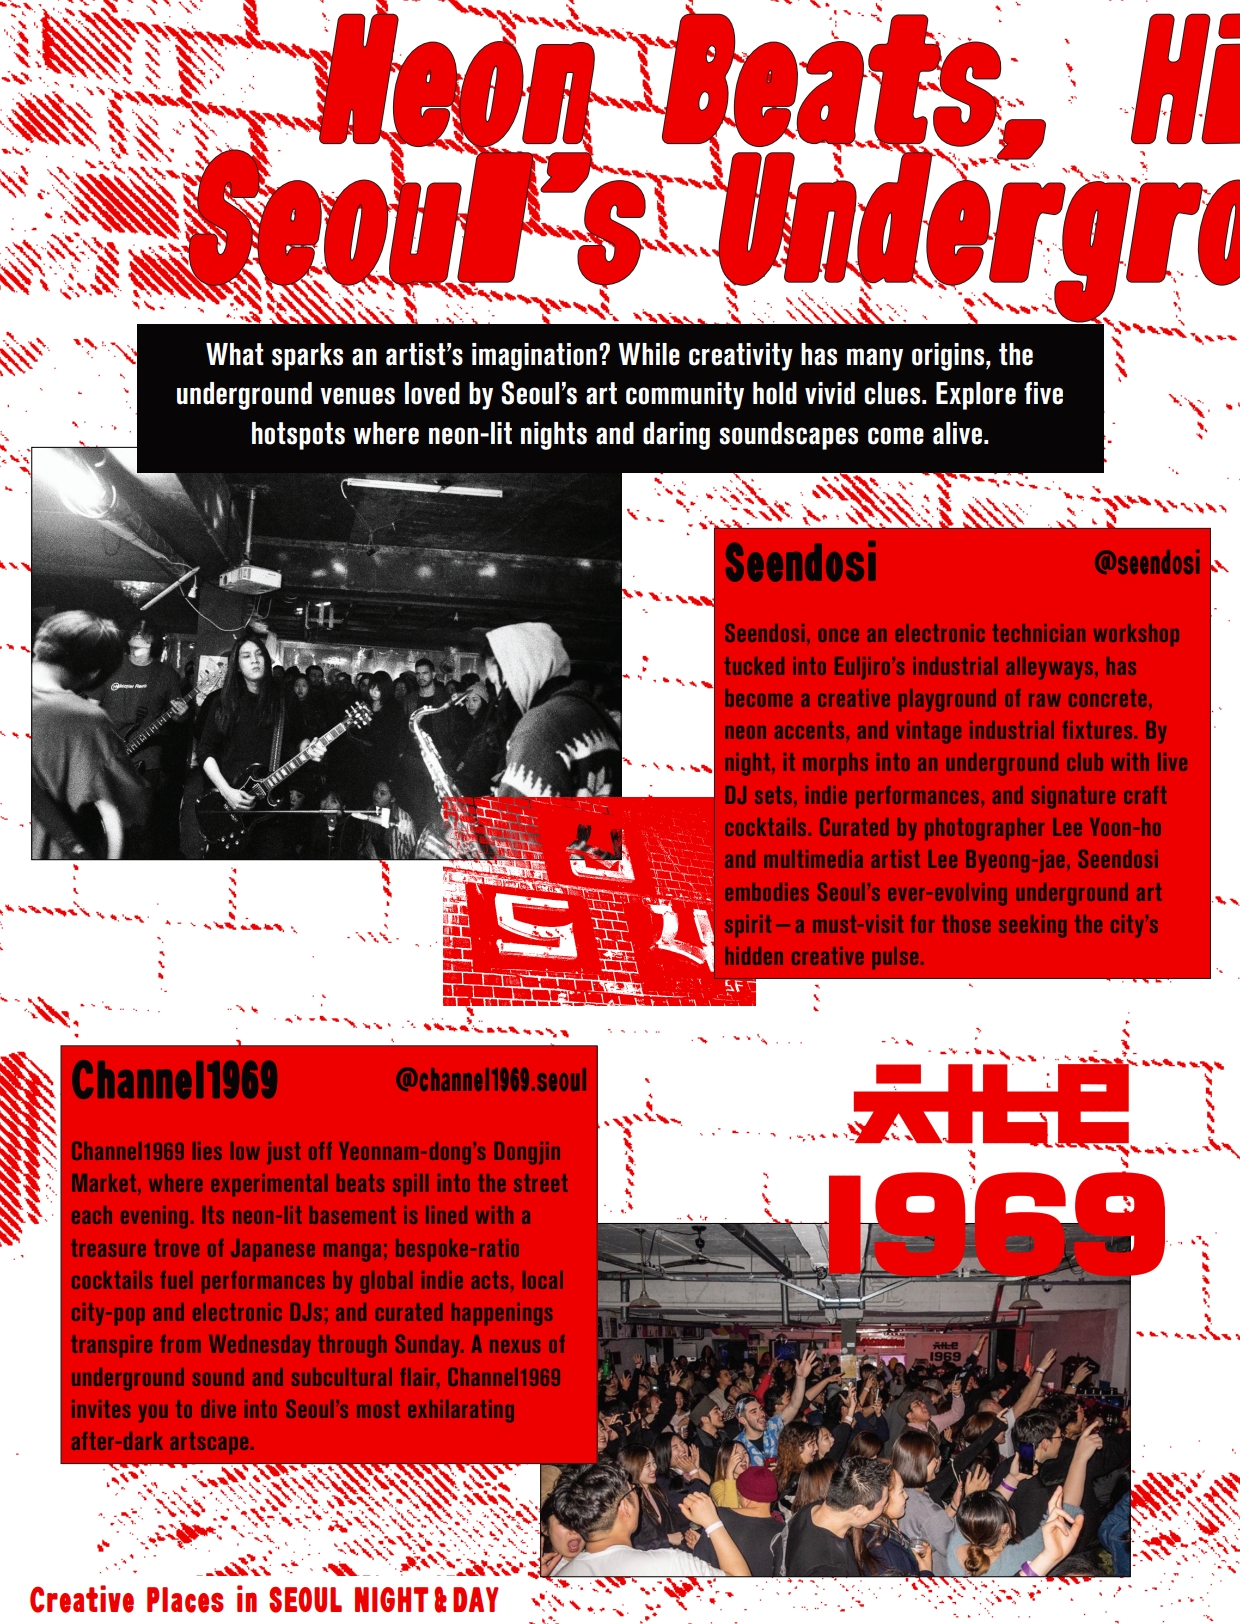 Neon Beats, Hi
Seoul's Undergro
What sparks an artist's imagination? While creativity has many origins, the
underground venues loved by Seoul's art community hold vivid clues. Explore five
hotspots where neon-lit nights and daring soundscapes come alive.
Seendosi @seendosi
Seendosi, once an electronic technician workshop
tucked into Euljiro's industrial alleyways, has
become a creative playground of raw concrete,
neon accents, and vintage industrial fixtures. By
night, it morphs into an underground club with live
DJ sets, indie performances, and signature craft
cocktails. Curated by photographer Lee Yoon-ho
and multimedia artist Lee Byeong-jae, Seendosi
embodies Seoul's ever-evolving underground art
spirit—a must-visit for those seeking the city's
hidden creative pulse.
Channel1969 @channel1969.seoul
Channel1969 lies low just off Yeonnam-dong's Dongjin
Market, where experimental beats spill into the street
each evening. Its neon-lit basement is lined with a
treasure trove of Japanese manga; bespoke-ratio
cocktails fuel performances by global indie acts, local
city-pop and electronic DJs; and curated happenings
transpire from Wednesday through Sunday. A nexus of
underground sound and subcultural flair, Channel1969
invites you to dive into Seoul's most exhilarating
after-dark artscape.
채널
1969
채널
1969
Creative Places in SEOUL NIGHT & DAY